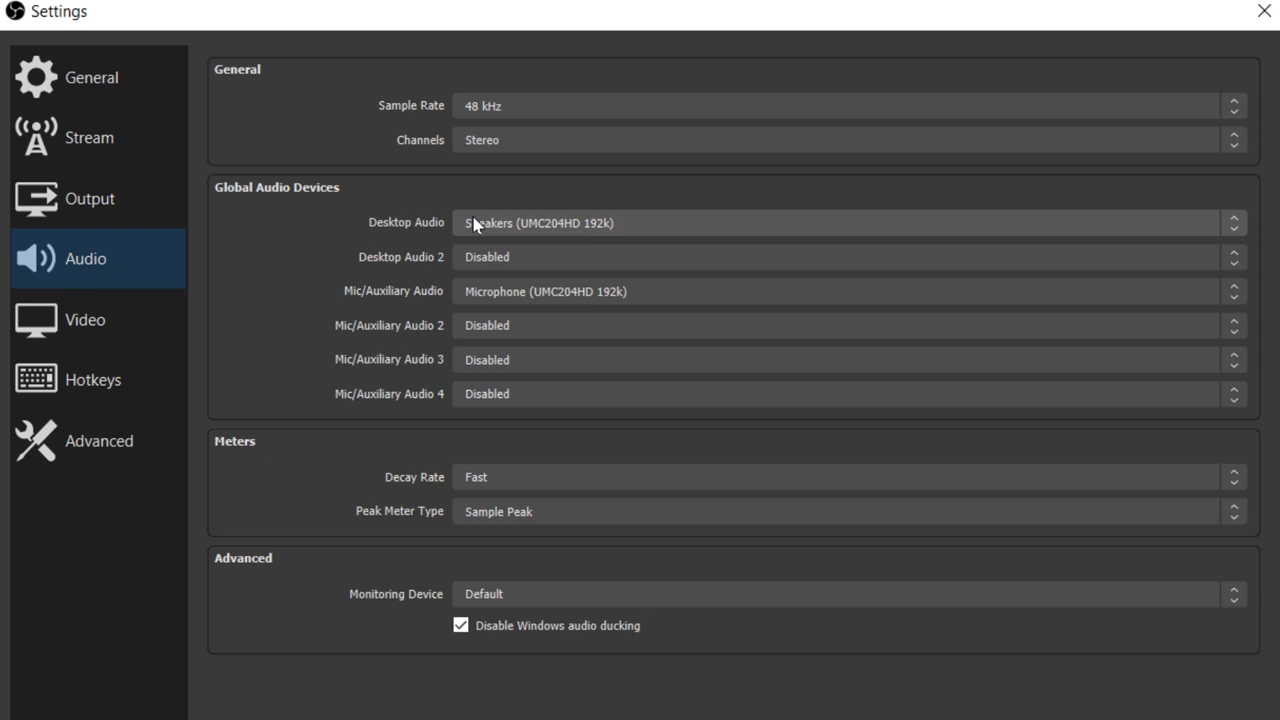 Settings
General
Stream
Output
Audio
Video
Hotkeys
Advanced
General
Sample Rate 48 kHz
Channels Stereo
Global Audio Devices
Desktop Audio Speakers (UMC204HD 192k)
Desktop Audio 2 Disabled
Mic/Auxiliary Audio Microphone (UMC204HD 192k)
Mic/Auxiliary Audio 2 Disabled
Mic/Auxiliary Audio 3 Disabled
Mic/Auxiliary Audio 4 Disabled
Meters
Decay Rate Fast
Peak Meter Type Sample Peak
Advanced
Monitoring Device Default
Disable Windows audio ducking